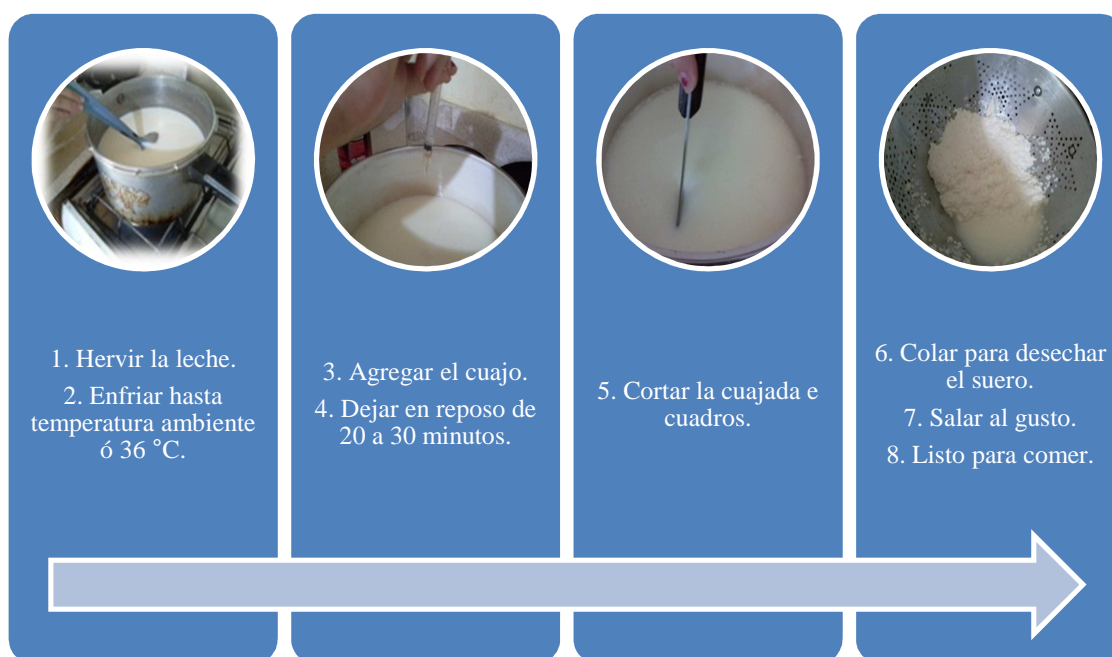 1. Hervir la leche.
2. Enfriar hasta
temperatura ambiente
ó 36 °C.
3. Agregar el cuajo.
4. Dejar en reposo de
20 a 30 minutos.
5. Cortar la cuajada e
cuadros.
6. Colar para desechar
el suero.
7. Salar al gusto.
8. Listo para comer.